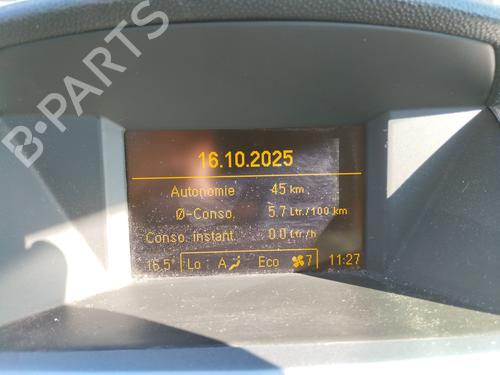 B-PARTS
16.10.2025
Autonomie 45 km
Ø-Conso. 5.7 Ltr./100 km
Conso. instant. 0.0 Ltr./h
16.5° Lo A Eco 7 11:27